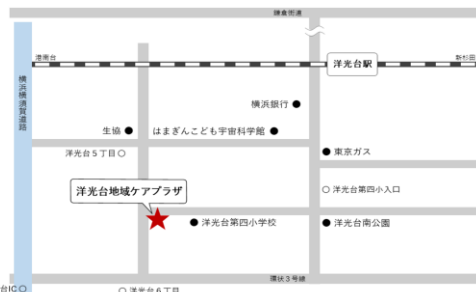 鎌倉街道
港南台
洋光台駅
新杉田
横浜横須賀道路
横浜銀行
生協
はまぎんこども宇宙科学館
洋光台5丁目
東京ガス
洋光台地域ケアプラザ
洋光台第四小入口
洋光台第四小学校
洋光台南公園
環状3号線
台IC
洋光台6丁目